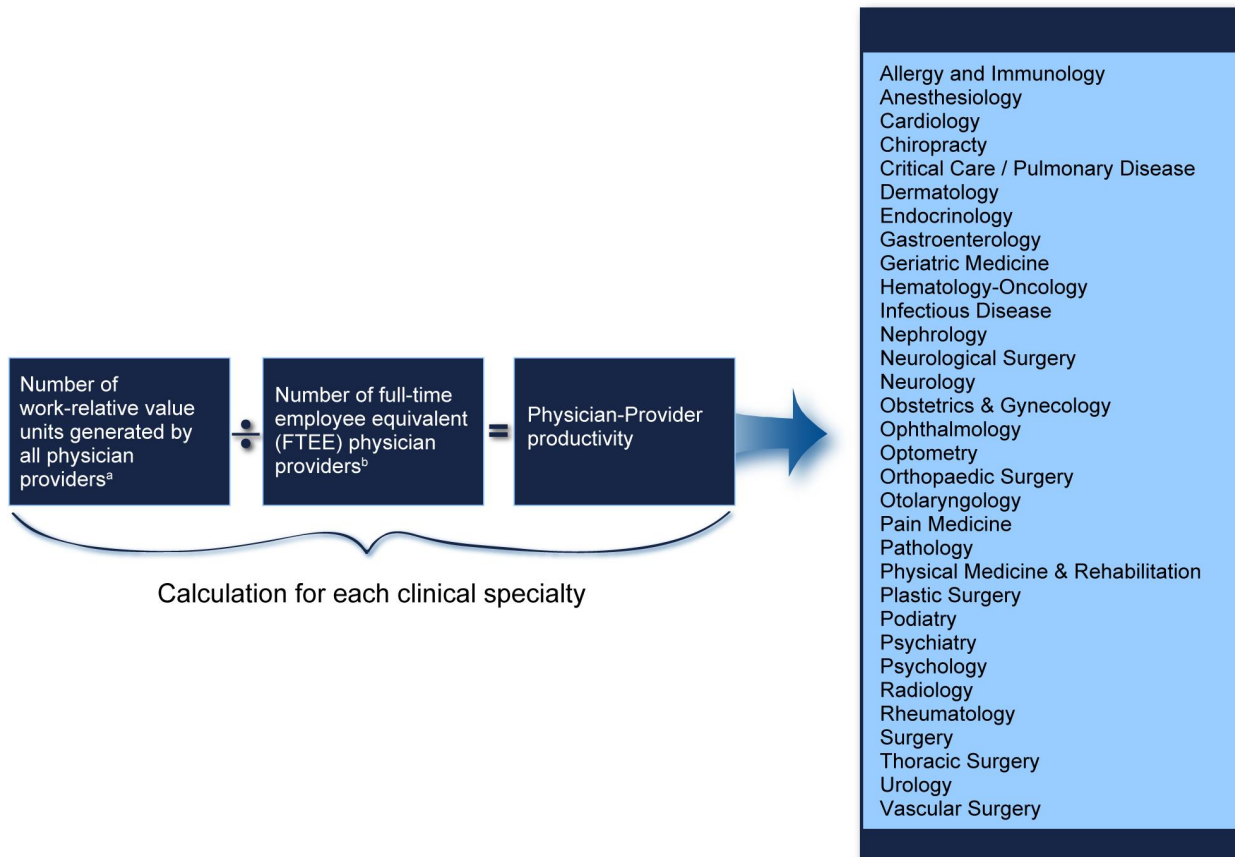 Number of
work-relative value
units generated by
all physician
providersᵃ
÷
Number of full-time
employee equivalent
(FTEE) physician
providersᵇ
=
Physician-Provider
productivity
Calculation for each clinical specialty
Allergy and Immunology
Anesthesiology
Cardiology
Chiropracty
Critical Care / Pulmonary Disease
Dermatology
Endocrinology
Gastroenterology
Geriatric Medicine
Hematology-Oncology
Infectious Disease
Nephrology
Neurological Surgery
Neurology
Obstetrics & Gynecology
Ophthalmology
Optometry
Orthopaedic Surgery
Otolaryngology
Pain Medicine
Pathology
Physical Medicine & Rehabilitation
Plastic Surgery
Podiatry
Psychiatry
Psychology
Radiology
Rheumatology
Surgery
Thoracic Surgery
Urology
Vascular Surgery